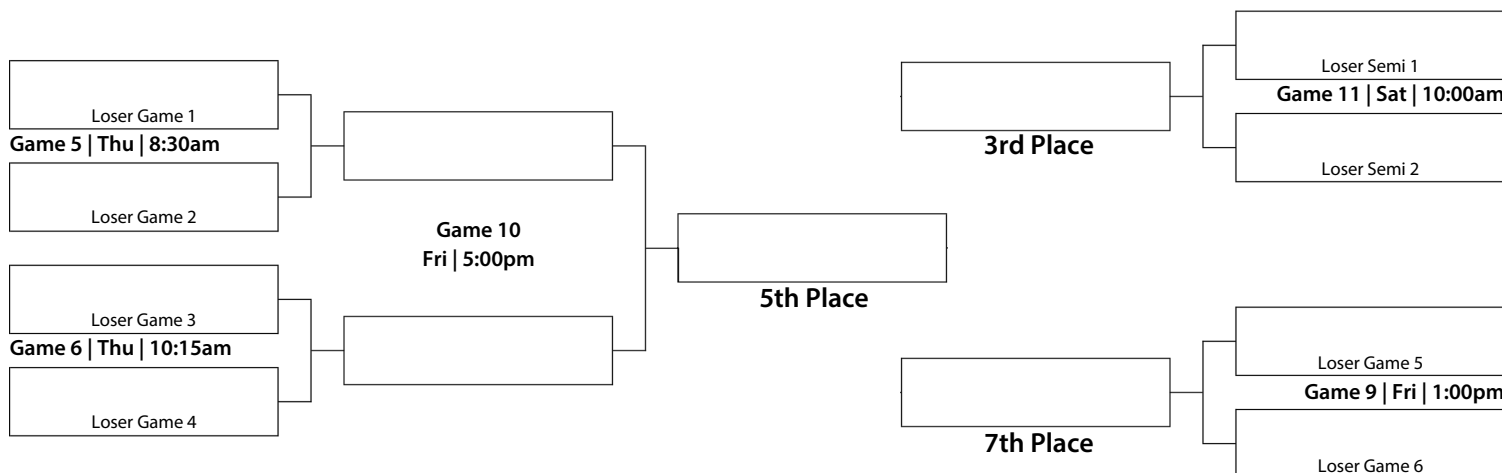 Loser Game 1
Game 5 | Thu | 8:30am
Loser Game 2
Game 10
Fri | 5:00pm
5th Place
Loser Game 3
Game 6 | Thu | 10:15am
Loser Game 4
Loser Semi 1
Game 11 | Sat | 10:00am
3rd Place
Loser Semi 2
Loser Game 5
Game 9 | Fri | 1:00pm
7th Place
Loser Game 6